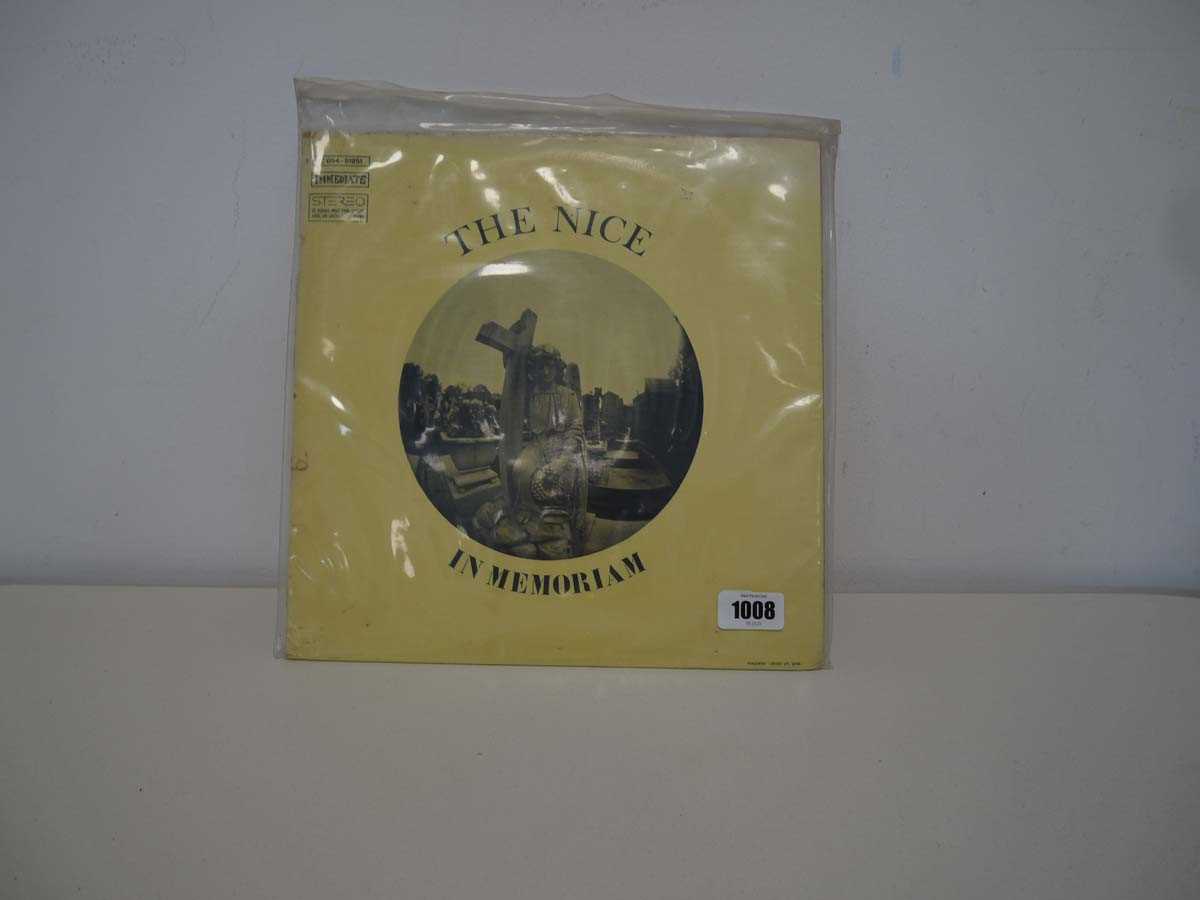 IMMEDIATE
STEREO
THE NICE
IN MEMORIAM
1008